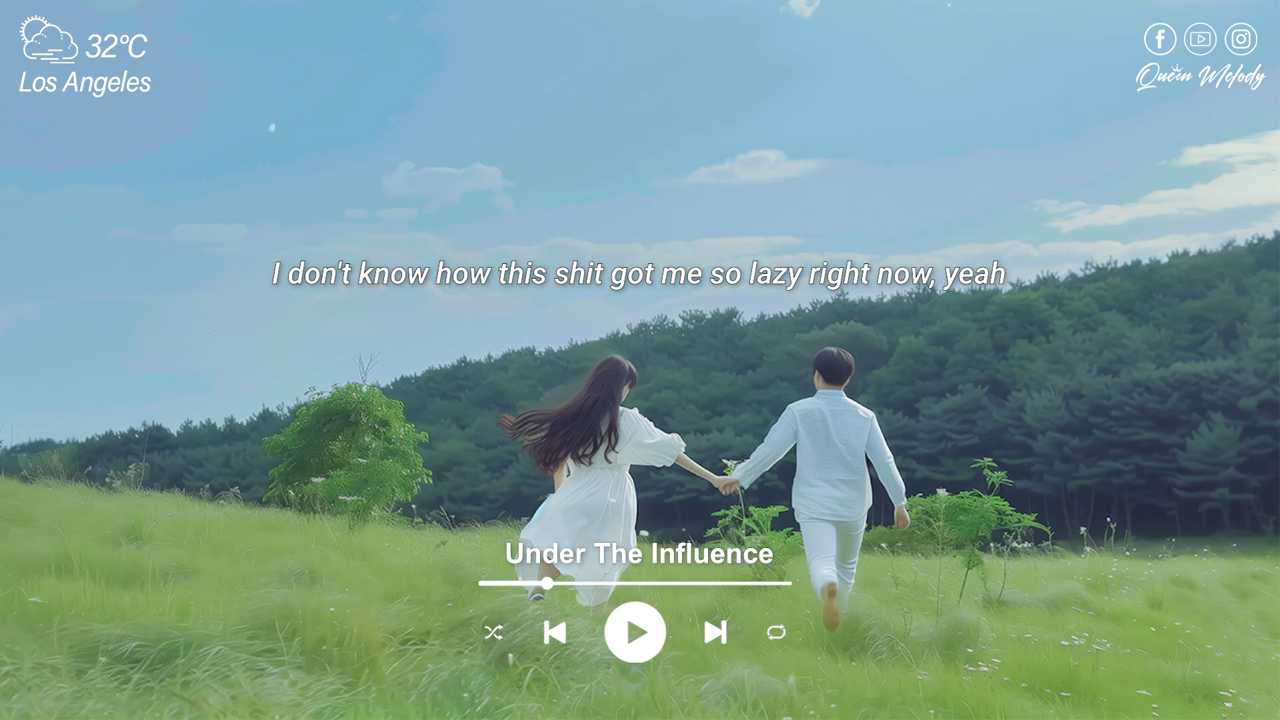 32°C
Los Angeles
Queen Melody
I don't know how this shit got me so lazy right now, yeah
Under The Influence